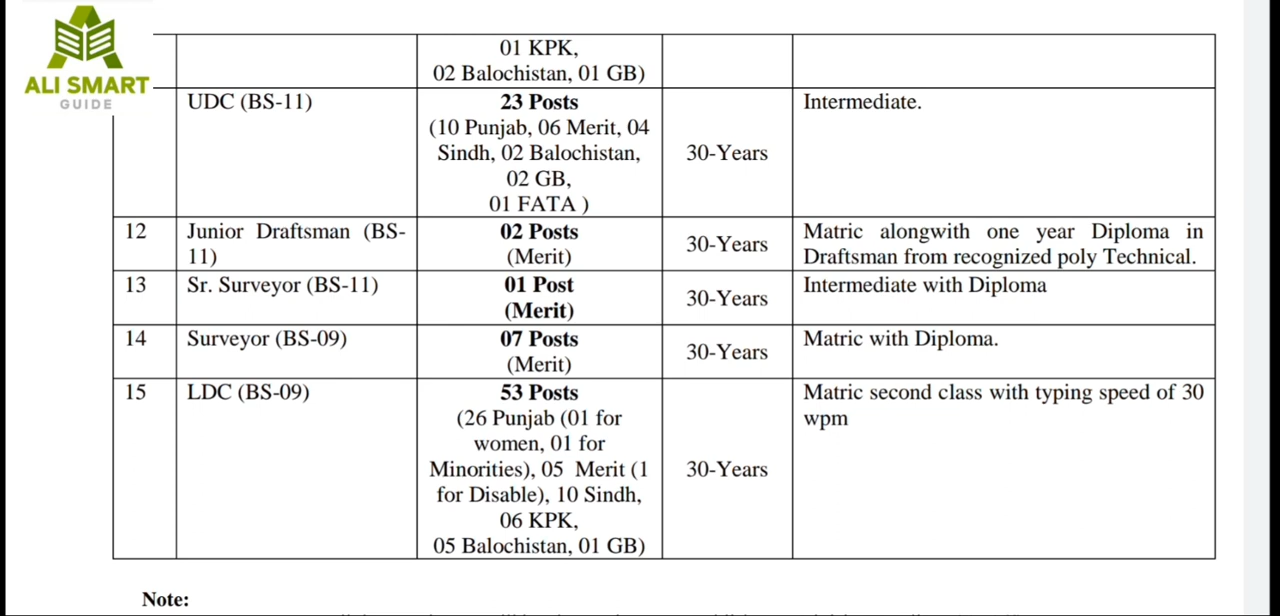 ALI SMART
GUIDE
01 KPK,
02 Balochistan, 01 GB)
UDC (BS-11)
23 Posts
(10 Punjab, 06 Merit, 04
Sindh, 02 Balochistan,
02 GB,
01 FATA )
30-Years
Intermediate.
12
Junior Draftsman (BS-
11)
02 Posts
(Merit)
30-Years
Matric alongwith one year Diploma in
Draftsman from recognized poly Technical.
13
Sr. Surveyor (BS-11)
01 Post
(Merit)
30-Years
Intermediate with Diploma
14
Surveyor (BS-09)
07 Posts
(Merit)
30-Years
Matric with Diploma.
15
LDC (BS-09)
53 Posts
(26 Punjab (01 for
women, 01 for
Minorities), 05 Merit (1
for Disable), 10 Sindh,
06 KPK,
05 Balochistan, 01 GB)
30-Years
Matric second class with typing speed of 30
wpm
Note: